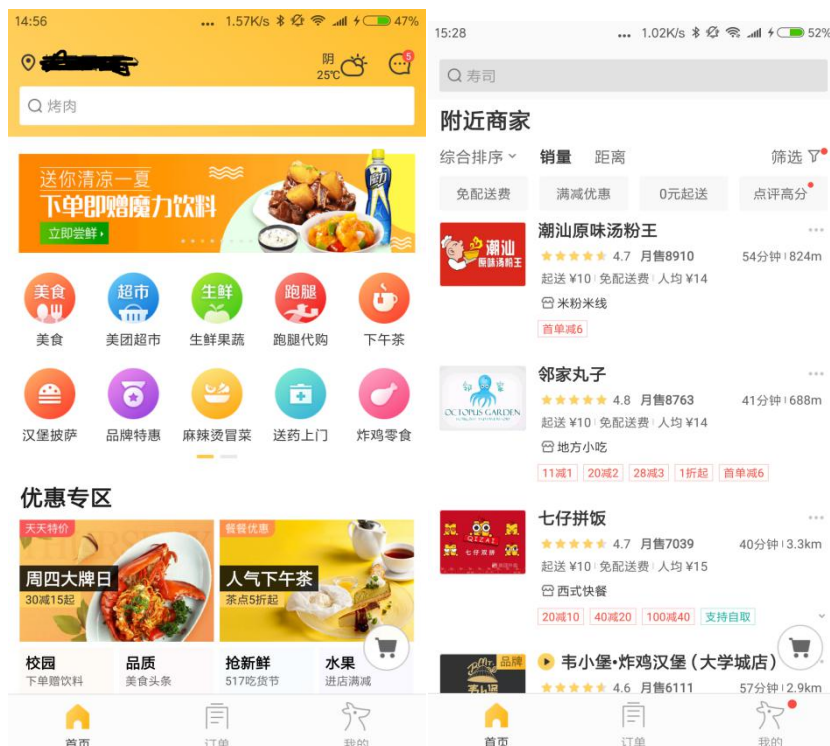 14:56
... 1.57K/s 47%
阴
25℃
5
烤肉
送你清凉一夏
下单即赠魔力饮料
立即尝鲜
美食 超市 生鲜 跑腿
美食 美团超市 生鲜果蔬 跑腿代购 下午茶
汉堡披萨 品牌特惠 麻辣烫冒菜 送药上门 炸鸡零食
优惠专区
天天特价
周四大牌日
30减15起
餐餐优惠
人气下午茶
茶点5折起
校园 品质 抢新鲜 水果
下单赠饮料 美食头条 517吃货节 进店满减
首页 订单 我的
15:28
... 1.02K/s 52%
寿司
附近商家
综合排序 销量 距离 筛选
免配送费 满减优惠 0元起送 点评高分
潮汕
原味汤粉王
潮汕原味汤粉王
4.7 月售8910 54分钟 824m
起送 ¥10 免配送费 人均 ¥14
米粉米线
首单减6
邻 家
OCTOPUS GARDEN
邻家丸子
4.8 月售8763 41分钟 688m
起送 ¥10 免配送费 人均 ¥14
地方小吃
11减1 20减2 28减3 1折起 首单减6
QIZAI
七仔双拼
七仔拼饭
4.7 月售7039 40分钟 3.3km
起送 ¥10 免配送费 人均 ¥15
西式快餐
20减10 40减20 100减40 支持自取
品牌
韦小堡•炸鸡汉堡（大学城店）
4.6 月售6111 57分钟 2.9km
首页 订单 我的